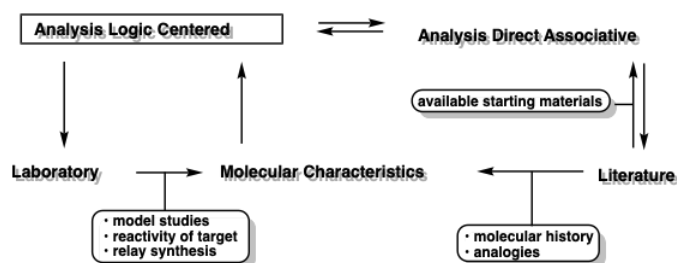 Analysis Logic Centered
Analysis Direct Associative
available starting materials
Laboratory
Molecular Characteristics
Literature
· model studies
· reactivity of target
· relay synthesis
· molecular history
· analogies